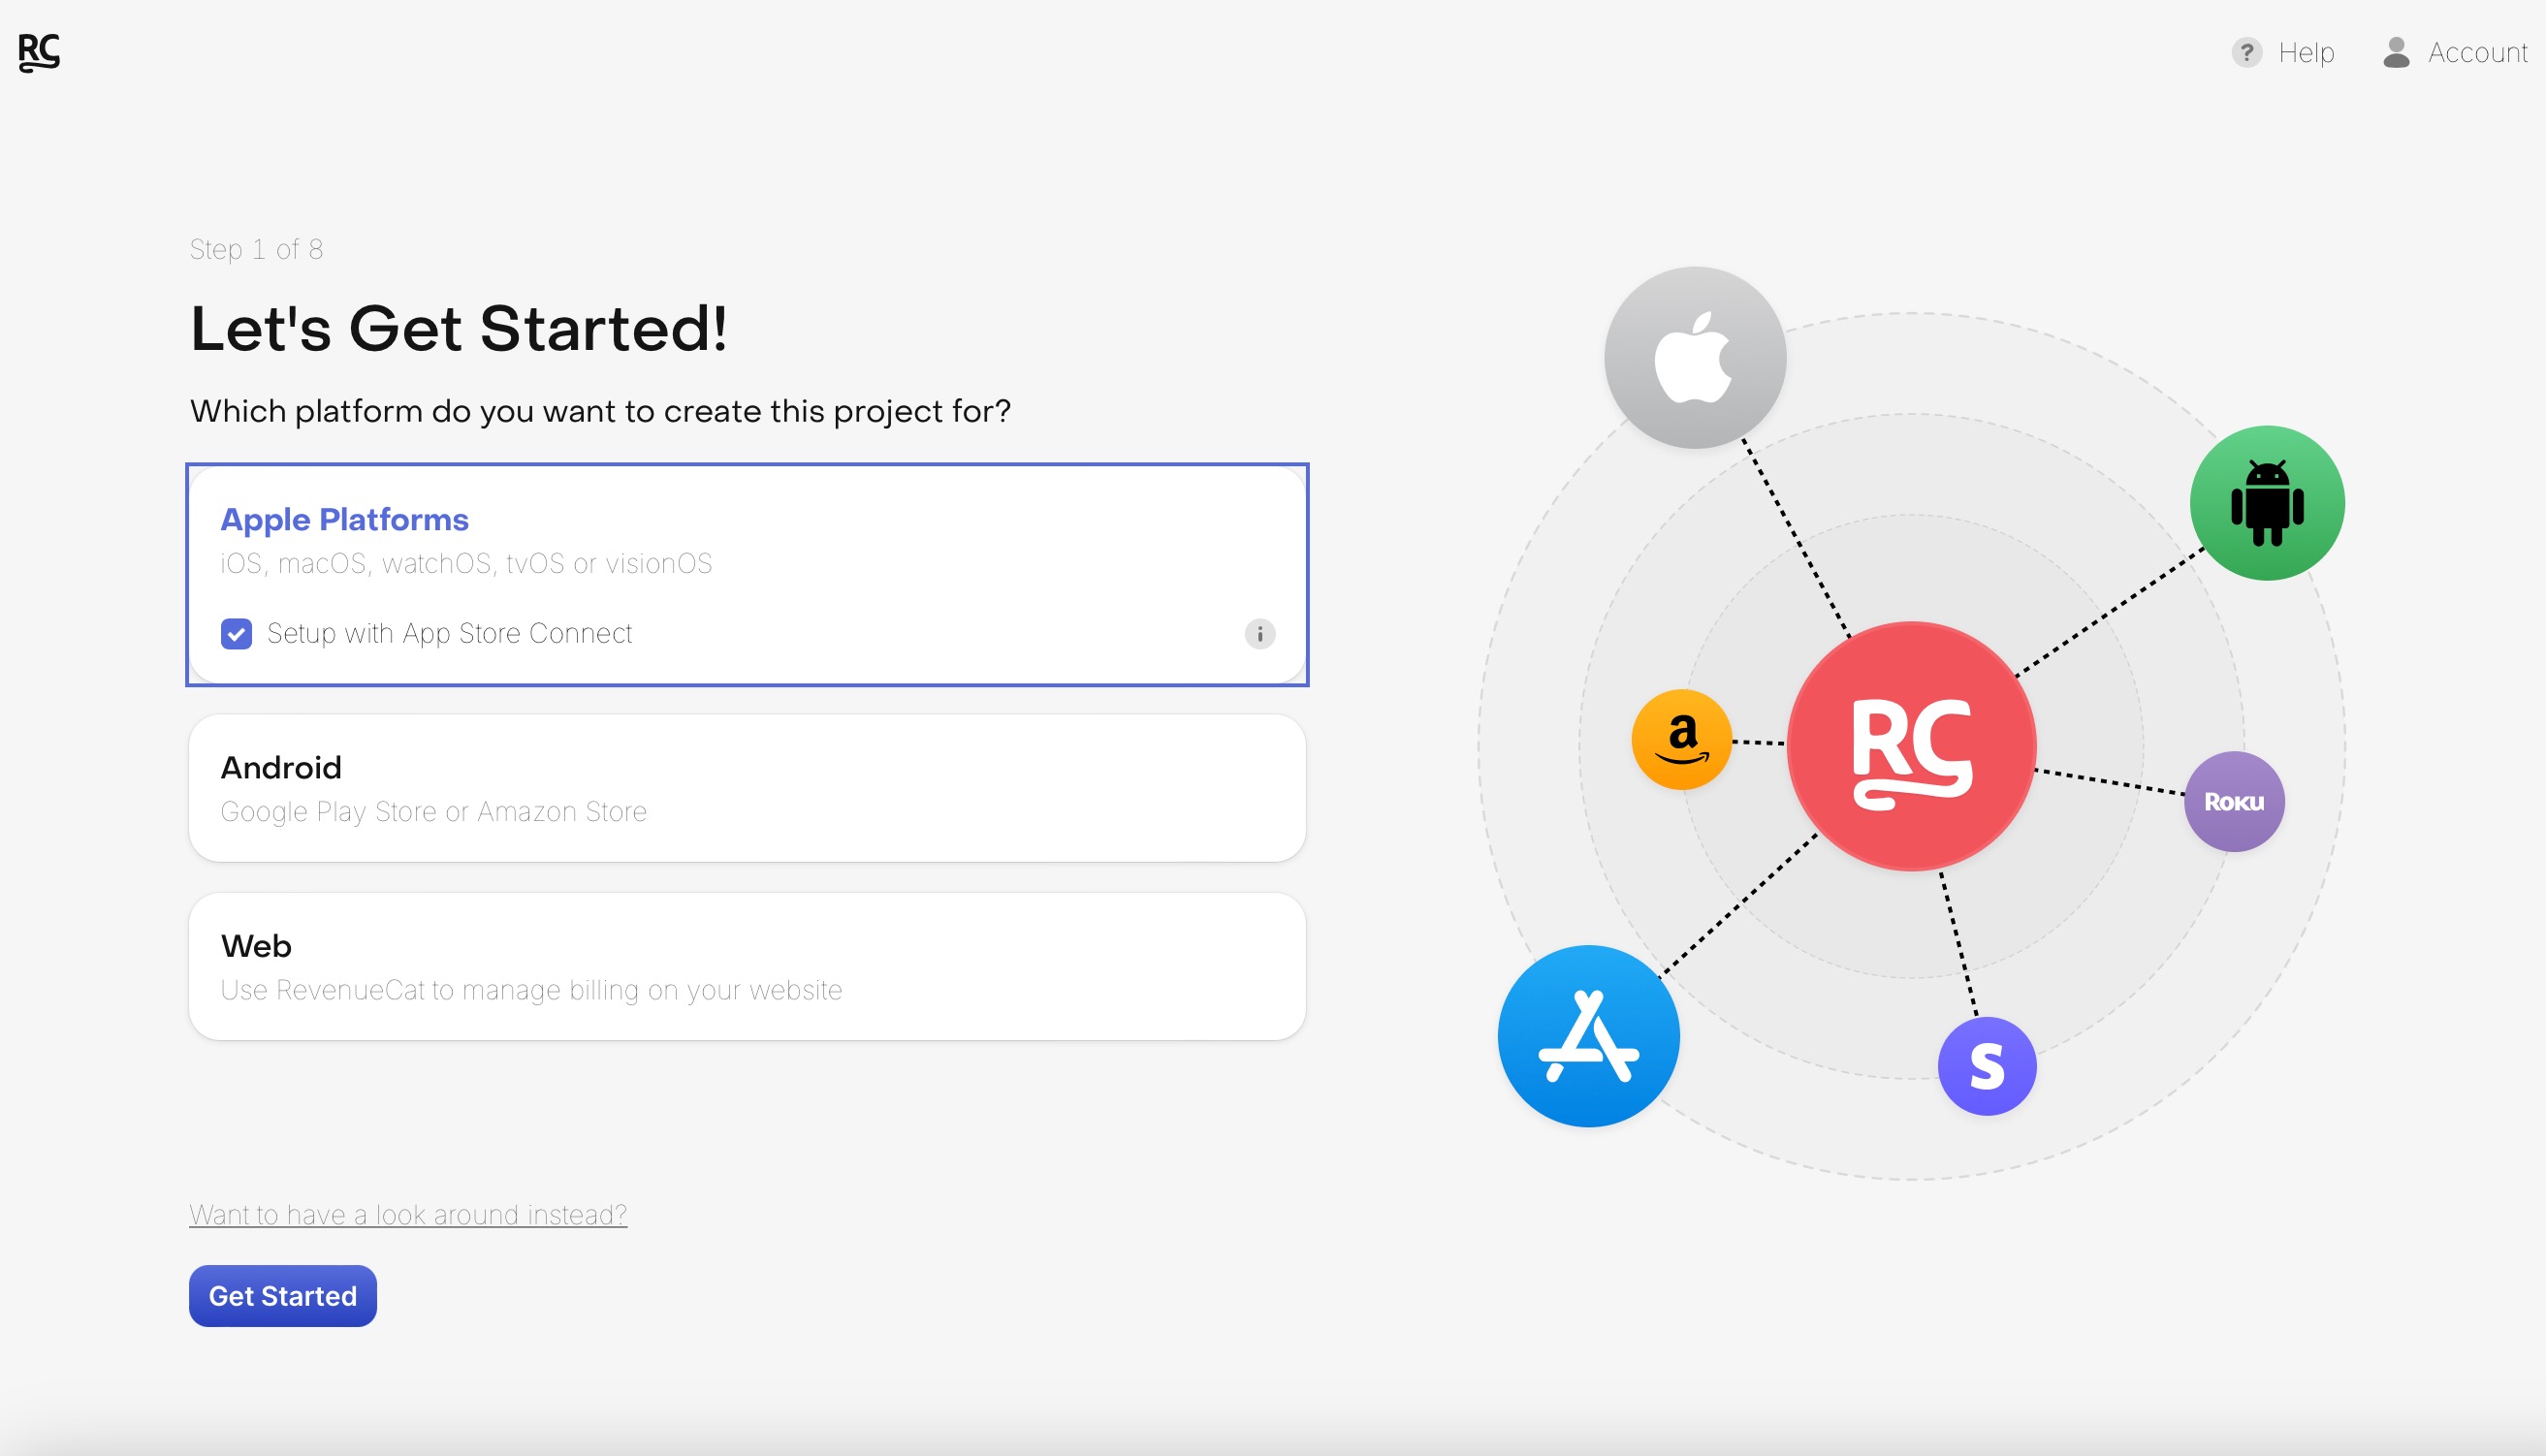 RC
Help
Account
Step 1 of 8
Let's Get Started!
Which platform do you want to create this project for?
Apple Platforms
iOS, macOS, watchOS, tvOS or visionOS
Setup with App Store Connect
Android
Google Play Store or Amazon Store
Web
Use RevenueCat to manage billing on your website
Want to have a look around instead?
Get Started
a
RC
Roku
S